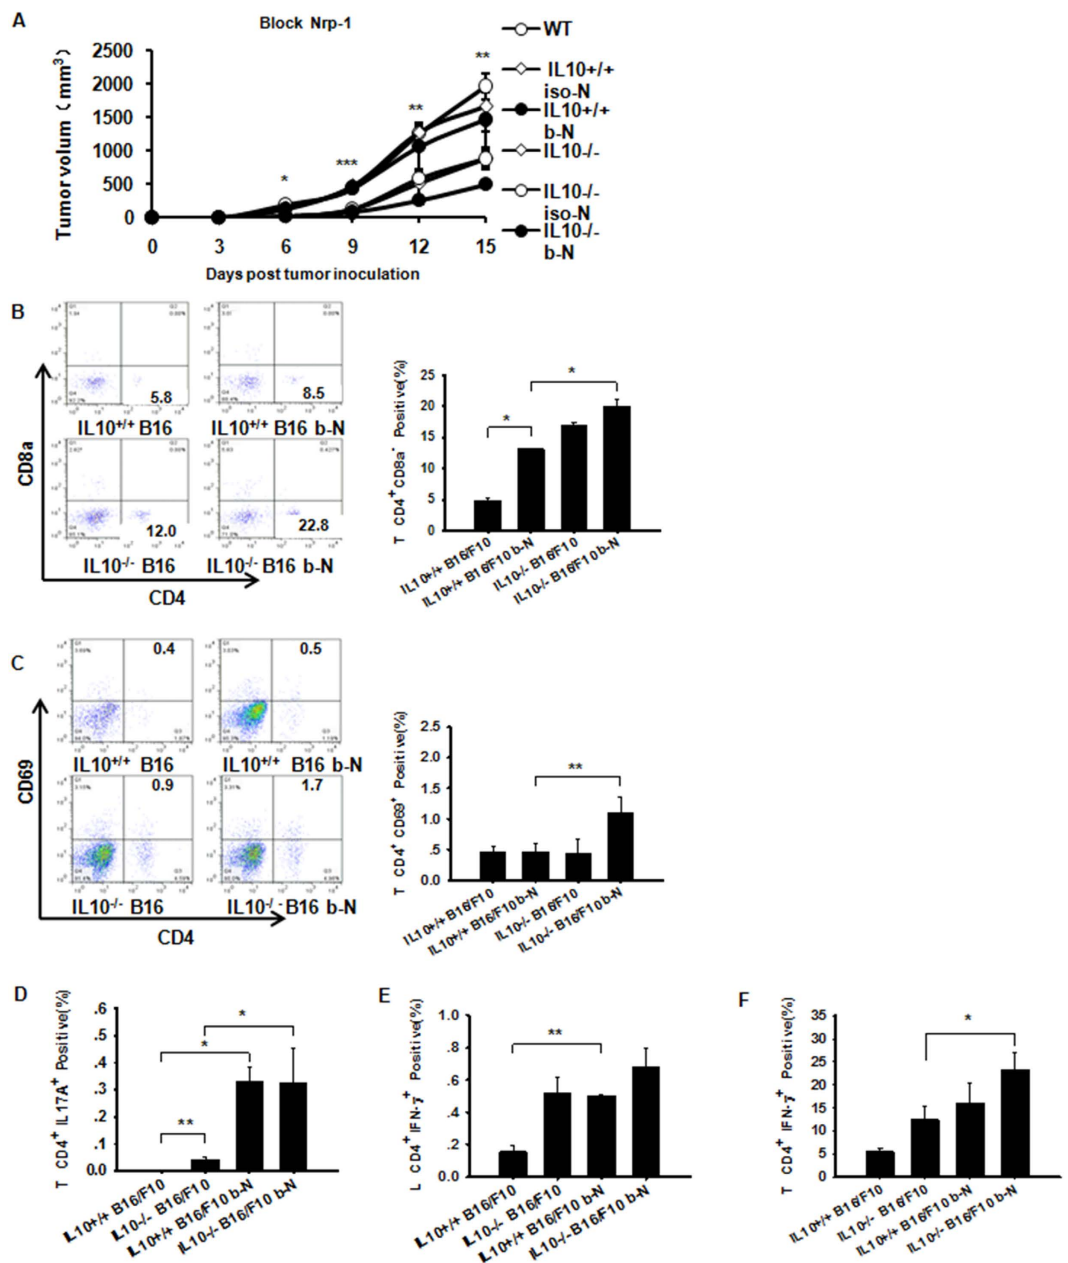 A
Block Nrp-1
Tumor volum ( mm³)
2500
2000
1500
1000
500
0
*
***
**
**
0 3 6 9 12 15
Days post tumor inoculation
WT
IL10+/+
iso-N
IL10+/+
b-N
IL10-/-
IL10-/-
iso-N
IL10-/-
b-N
B
CD8a
5.8
8.5
IL10+/+ B16
IL10+/+ B16 b-N
12.0
22.8
IL10-/- B16
IL10-/- B16 b-N
CD4
T CD4+CD8a- Positive(%)
25
20
15
10
5
0
*
*
IL10+/+ B16/F10
IL10+/+ B16/F10 b-N
IL10-/- B16/F10
IL10-/- B16/F10 b-N
C
CD69
0.4
0.5
IL10+/+ B16
IL10+/+ B16 b-N
0.9
1.7
IL10-/- B16
IL10-/- B16 b-N
CD4
T CD4+ CD69+ Positive(%)
2.5
2.0
1.5
1.0
.5
0.0
**
IL10+/+ B16/F10
IL10+/+ B16/F10 b-N
IL10-/- B16/F10
IL10-/- B16/F10 b-N
D
T CD4+ IL17A+ Positive(%)
.6
.5
.4
.3
.2
.1
0.0
*
*
**
IL10+/+ B16/F10
IL10-/- B16/F10
IL10+/+ B16/F10 b-N
IL10-/- B16/F10 b-N
E
L CD4+ IFN-γ+ Positive(%)
1.0
.8
.6
.4
.2
.0
**
IL10+/+ B16/F10
IL10-/- B16/F10
IL10+/+ B16/F10 b-N
IL10-/- B16/F10 b-N
F
T CD4+ IFN-γ+ Positive(%)
35
30
25
20
15
10
5
0
*
IL10+/+ B16/F10
IL10-/- B16/F10
IL10+/+ B16/F10 b-N
IL10-/- B16/F10 b-N